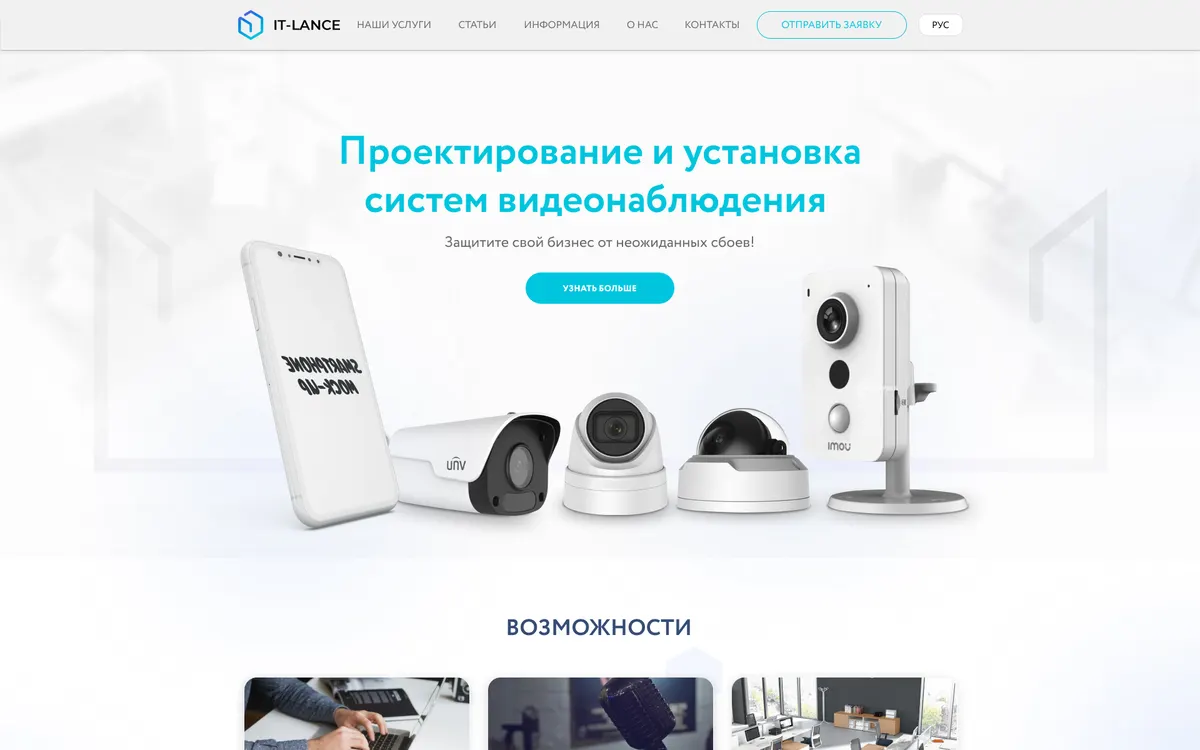 IT-LANCE
НАШИ УСЛУГИ
СТАТЬИ
ИНФОРМАЦИЯ
О НАС
КОНТАКТЫ
ОТПРАВИТЬ ЗАЯВКУ
РУС
Проектирование и установка
систем видеонаблюдения
Защитите свой бизнес от неожиданных сбоев!
УЗНАТЬ БОЛЬШЕ
SMARTPHONE
MOCK-UP
unv
imou
ВОЗМОЖНОСТИ